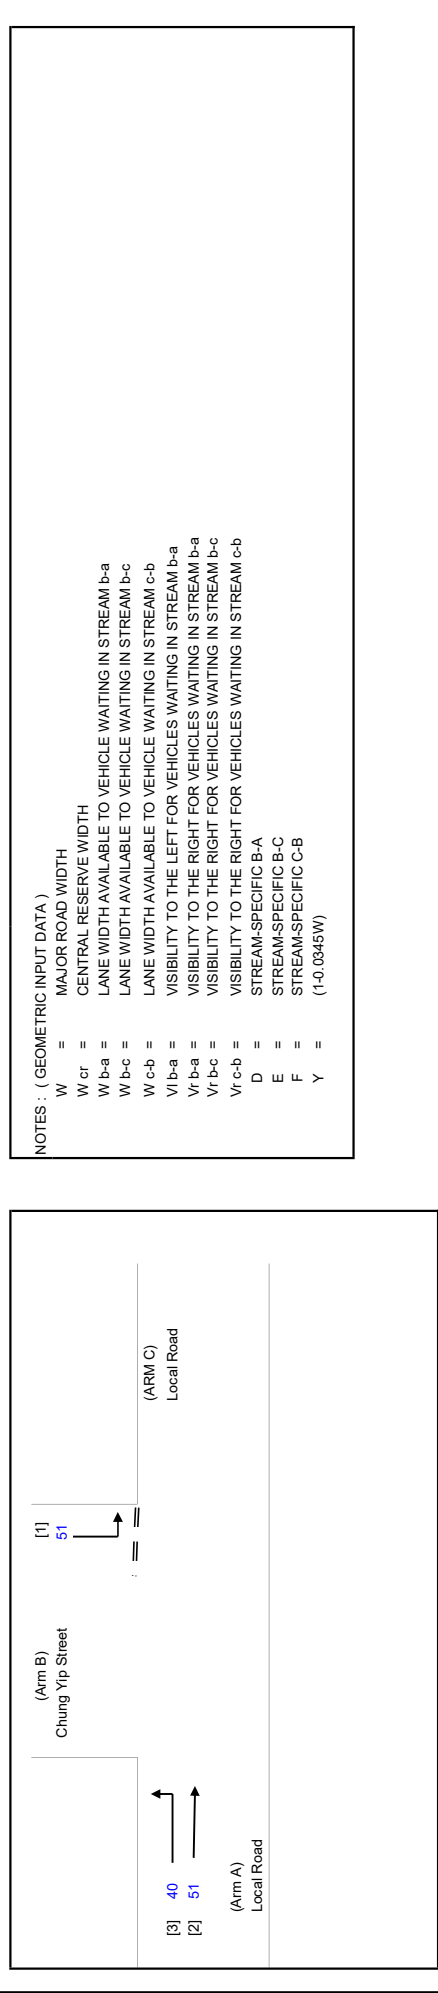 NOTES : ( GEOMETRIC INPUT DATA )
W = MAJOR ROAD WIDTH
W cr = CENTRAL RESERVE WIDTH
W b-a = LANE WIDTH AVAILABLE TO VEHICLE WAITING IN STREAM b-a
W b-c = LANE WIDTH AVAILABLE TO VEHICLE WAITING IN STREAM b-c
W c-b = LANE WIDTH AVAILABLE TO VEHICLE WAITING IN STREAM c-b
Vl b-a = VISIBILITY TO THE LEFT FOR VEHICLES WAITING IN STREAM b-a
Vr b-a = VISIBILITY TO THE RIGHT FOR VEHICLES WAITING IN STREAM b-a
Vr b-c = VISIBILITY TO THE RIGHT FOR VEHICLES WAITING IN STREAM b-c
Vr c-b = VISIBILITY TO THE RIGHT FOR VEHICLES WAITING IN STREAM c-b
D = STREAM-SPECIFIC B-A
E = STREAM-SPECIFIC B-C
F = STREAM-SPECIFIC C-B
Y = (1-0.0345W)
(Arm B)
Chung Yip Street
[1]
51
(ARM C)
Local Road
[3] 40
[2] 51
(Arm A)
Local Road